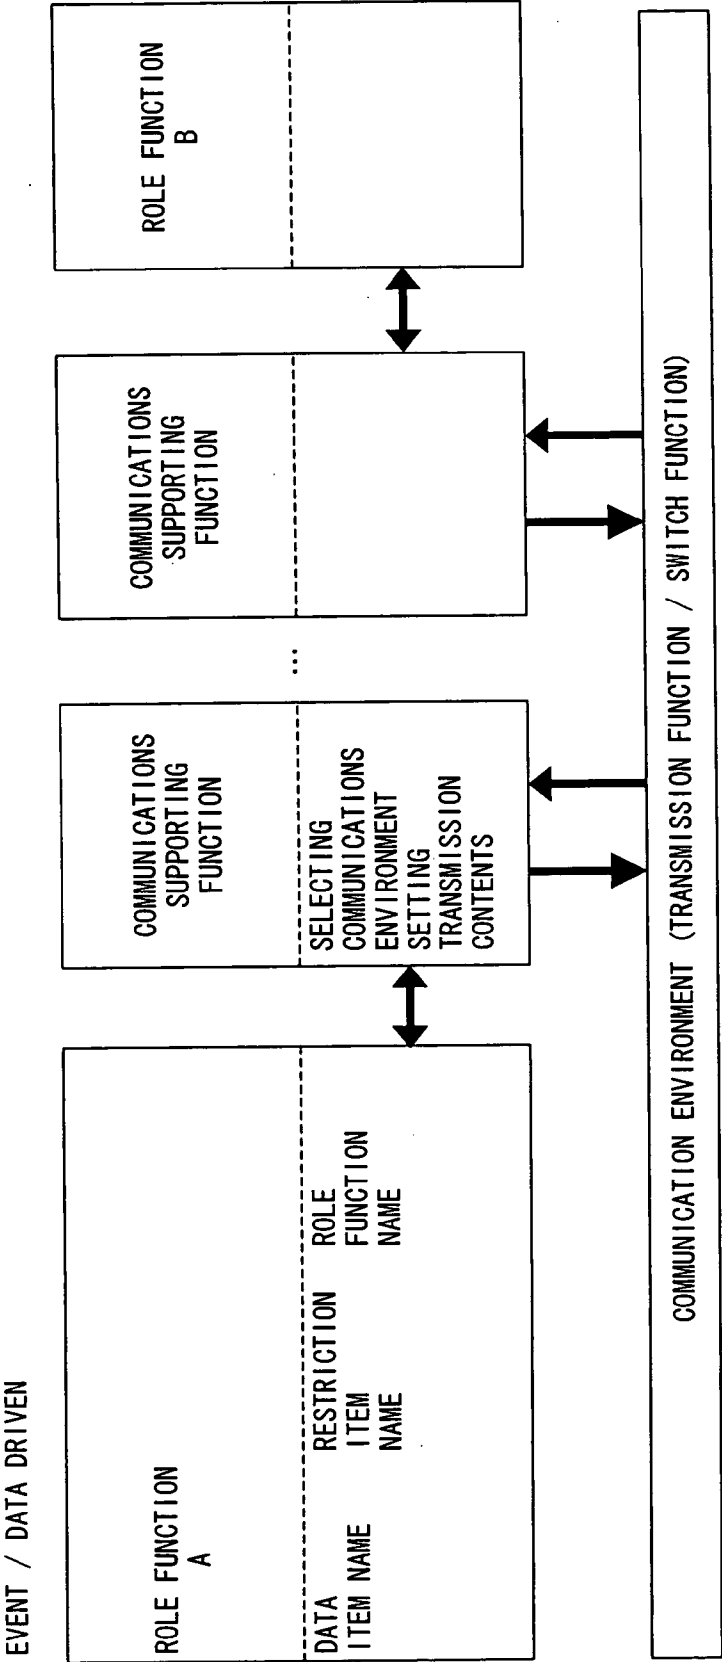 EVENT / DATA DRIVEN
ROLE FUNCTION
A
DATA
ITEM NAME
RESTRICTION
ITEM
NAME
ROLE
FUNCTION
NAME
COMMUNICATIONS
SUPPORTING
FUNCTION
SELECTING
COMMUNICATIONS
ENVIRONMENT
SETTING
TRANSMISSION
CONTENTS
...
COMMUNICATIONS
SUPPORTING
FUNCTION
ROLE FUNCTION
B
COMMUNICATION ENVIRONMENT (TRANSMISSION FUNCTION / SWITCH FUNCTION)